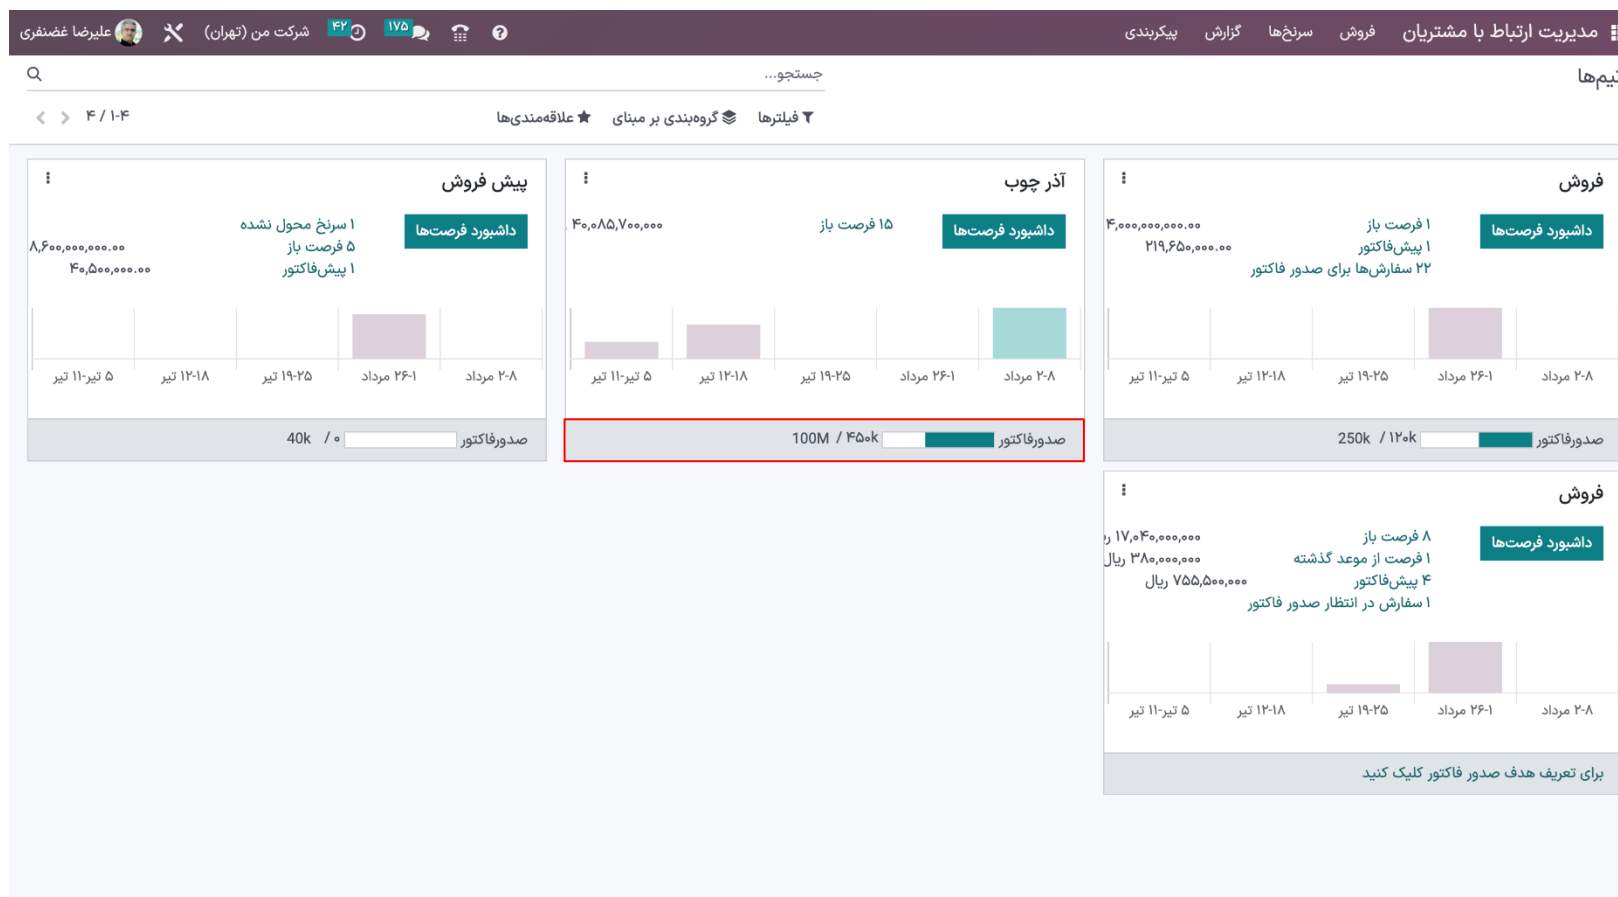 مدیریت ارتباط با مشتریان فروش سرنخ‌ها گزارش پیکربندی
۱۷۵ ۴۲ شرکت من (تهران) علیرضا غضنفری
تیم‌ها
جستجو...
فیلترها گروه‌بندی بر مبنای علاقه‌مندی‌ها
۱-۴ / ۴
فروش
داشبورد فرصت‌ها
۱ فرصت باز ۴,۰۰۰,۰۰۰,۰۰۰.۰۰
۱ پیش‌فاکتور ۲۱۹,۶۵۰,۰۰۰.۰۰
۲۲ سفارش‌ها برای صدور فاکتور
۵ تیر-۱۱ تیر ۱۲-۱۸ تیر ۱۹-۲۵ تیر ۲۶-۱ مرداد ۲-۸ مرداد
صدورفاکتور ۱۲۰k / 250k
آذر چوب
داشبورد فرصت‌ها
۱۵ فرصت باز ۴۰,۰۸۵,۷۰۰,۰۰۰
۵ تیر-۱۱ تیر ۱۲-۱۸ تیر ۱۹-۲۵ تیر ۲۶-۱ مرداد ۲-۸ مرداد
صدورفاکتور ۴۵۰k / 100M
پیش فروش
داشبورد فرصت‌ها
۱ سرنخ محول نشده
۵ فرصت باز ۸,۶۰۰,۰۰۰,۰۰۰.۰۰
۱ پیش‌فاکتور ۴۰,۵۰۰,۰۰۰.۰۰
۵ تیر-۱۱ تیر ۱۲-۱۸ تیر ۱۹-۲۵ تیر ۲۶-۱ مرداد ۲-۸ مرداد
صدورفاکتور ۰ / 40k
فروش
داشبورد فرصت‌ها
۸ فرصت باز ۱۷,۰۴۰,۰۰۰,۰۰۰
۱ فرصت از موعد گذشته ۳۸۰,۰۰۰,۰۰۰ ریال
۴ پیش‌فاکتور ۷۵۵,۵۰۰,۰۰۰ ریال
۱ سفارش در انتظار صدور فاکتور
۵ تیر-۱۱ تیر ۱۲-۱۸ تیر ۱۹-۲۵ تیر ۲۶-۱ مرداد ۲-۸ مرداد
برای تعریف هدف صدور فاکتور کلیک کنید